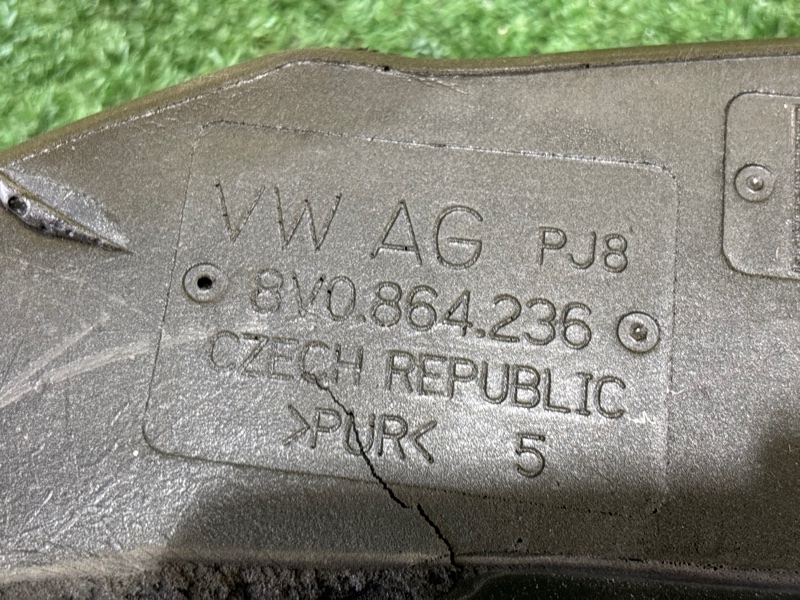 VW AG PJ8
8V0.864.236
CZECH REPUBLIC
>PUR< 5